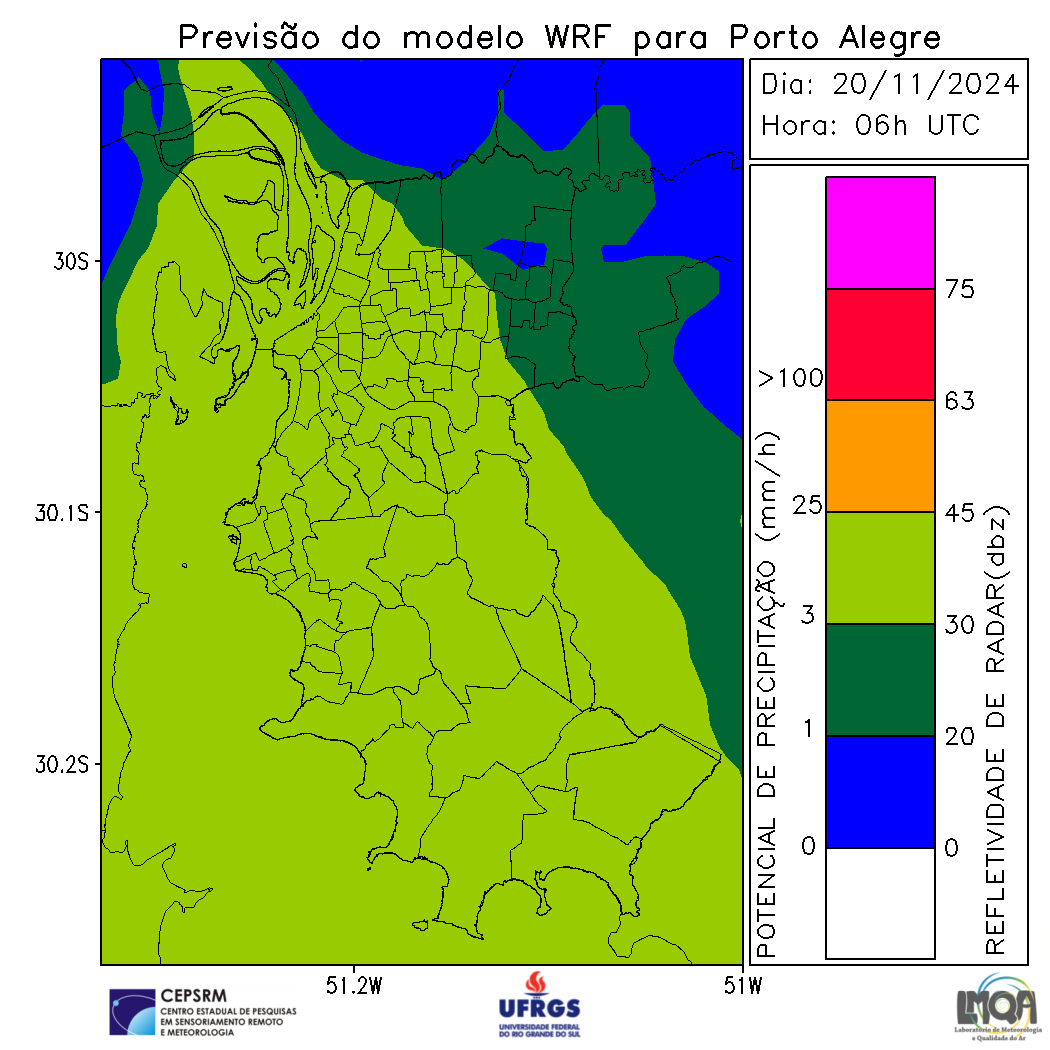 Previsão do modelo WRF para Porto Alegre
Dia: 20/11/2024
Hora: 06h UTC
30S
30.1S
30.2S
51.2W
51W
POTENCIAL DE PRECIPITAÇÃO (mm/h)
>100
25
3
1
0
75
63
45
30
20
0
REFLETIVIDADE DE RADAR(dbz)
CEPSRM
CENTRO ESTADUAL DE PESQUISAS
EM SENSORIAMENTO REMOTO
E METEOROLOGIA
UFRGS
UNIVERSIDADE FEDERAL
DO RIO GRANDE DO SUL
LMQA
Laboratório de Meteorologia
e Qualidade do Ar